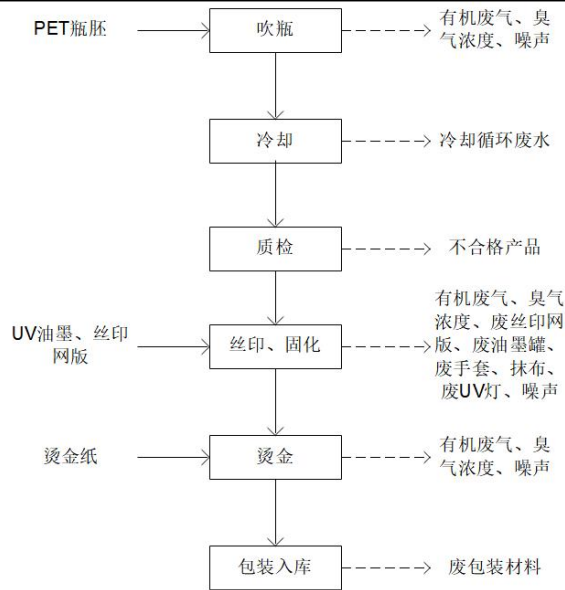 PET瓶胚
吹瓶
有机废气、臭
气浓度、噪声
冷却
冷却循环废水
质检
不合格产品
UV油墨、丝印
网版
丝印、固化
有机废气、臭气
浓度、废丝印网
版、废油墨罐、
废手套、抹布、
废UV灯、噪声
烫金纸
烫金
有机废气、臭
气浓度、噪声
包装入库
废包装材料